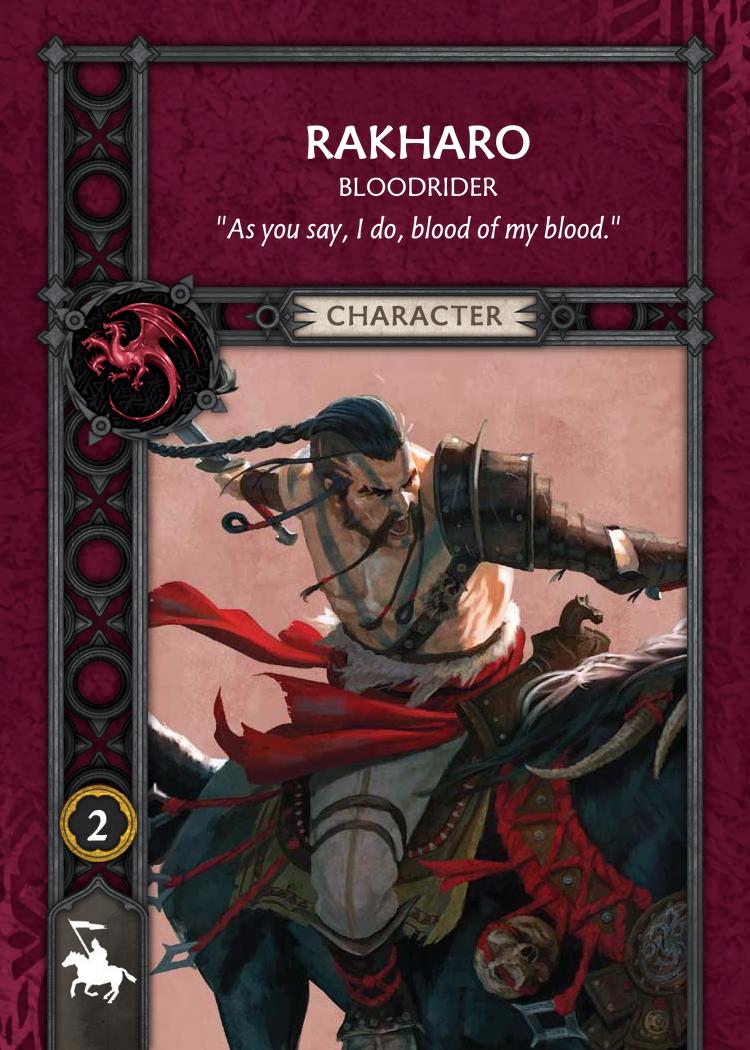 RAKHARO
BLOODRIDER
"As you say, I do, blood of my blood."
CHARACTER
2